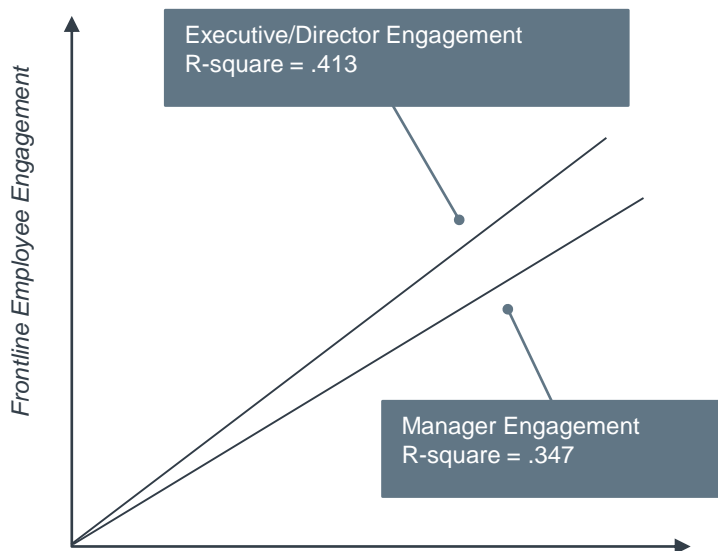 Executive/Director Engagement
R-square = .413
Frontline Employee Engagement
Manager Engagement
R-square = .347